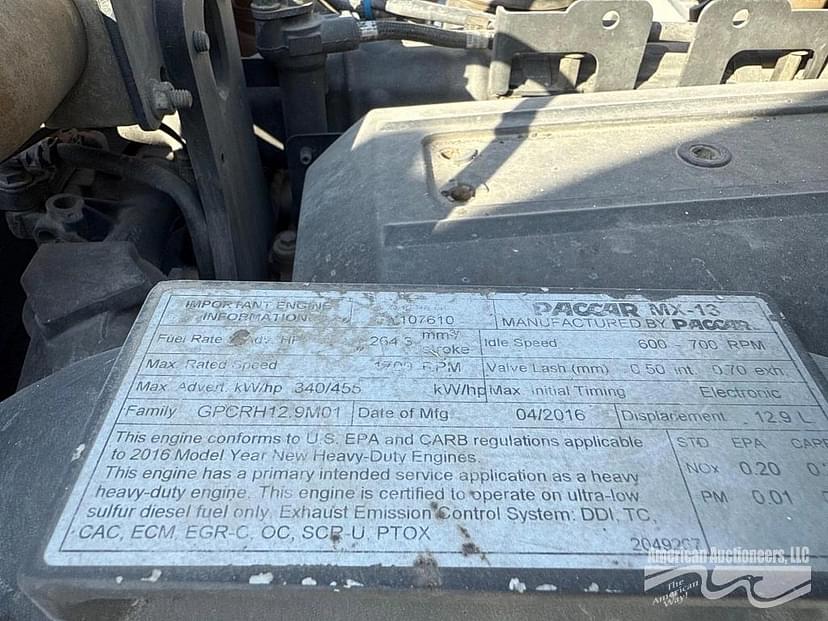 IMPORTANT ENGINE INFORMATION 107610 PACCAR MX-13
MANUFACTURED BY PACCAR
Fuel Rate Adv. HP 264.3 mm³/stroke Idle Speed 600 - 700 RPM
Max. Rated Speed RPM Valve Lash (mm) 0.50 int. 0.70 exh.
Max. Advert. kW/hp 340/455 kW/hp Max Initial Timing Electronic
Family GPCRH12.9M01 Date of Mfg 04/2016 Displacement 12.9 L
This engine conforms to U.S. EPA and CARB regulations applicable
to 2016 Model Year New Heavy-Duty Engines.
This engine has a primary intended service application as a heavy
heavy-duty engine. This engine is certified to operate on ultra-low
sulfur diesel fuel only. Exhaust Emission Control System: DDI, TC,
CAC, ECM, EGR-C, OC, SCR-U, PTOX
STD EPA CARB
NOx 0.20
PM 0.01
American Auctioneers, LLC
The American Way!